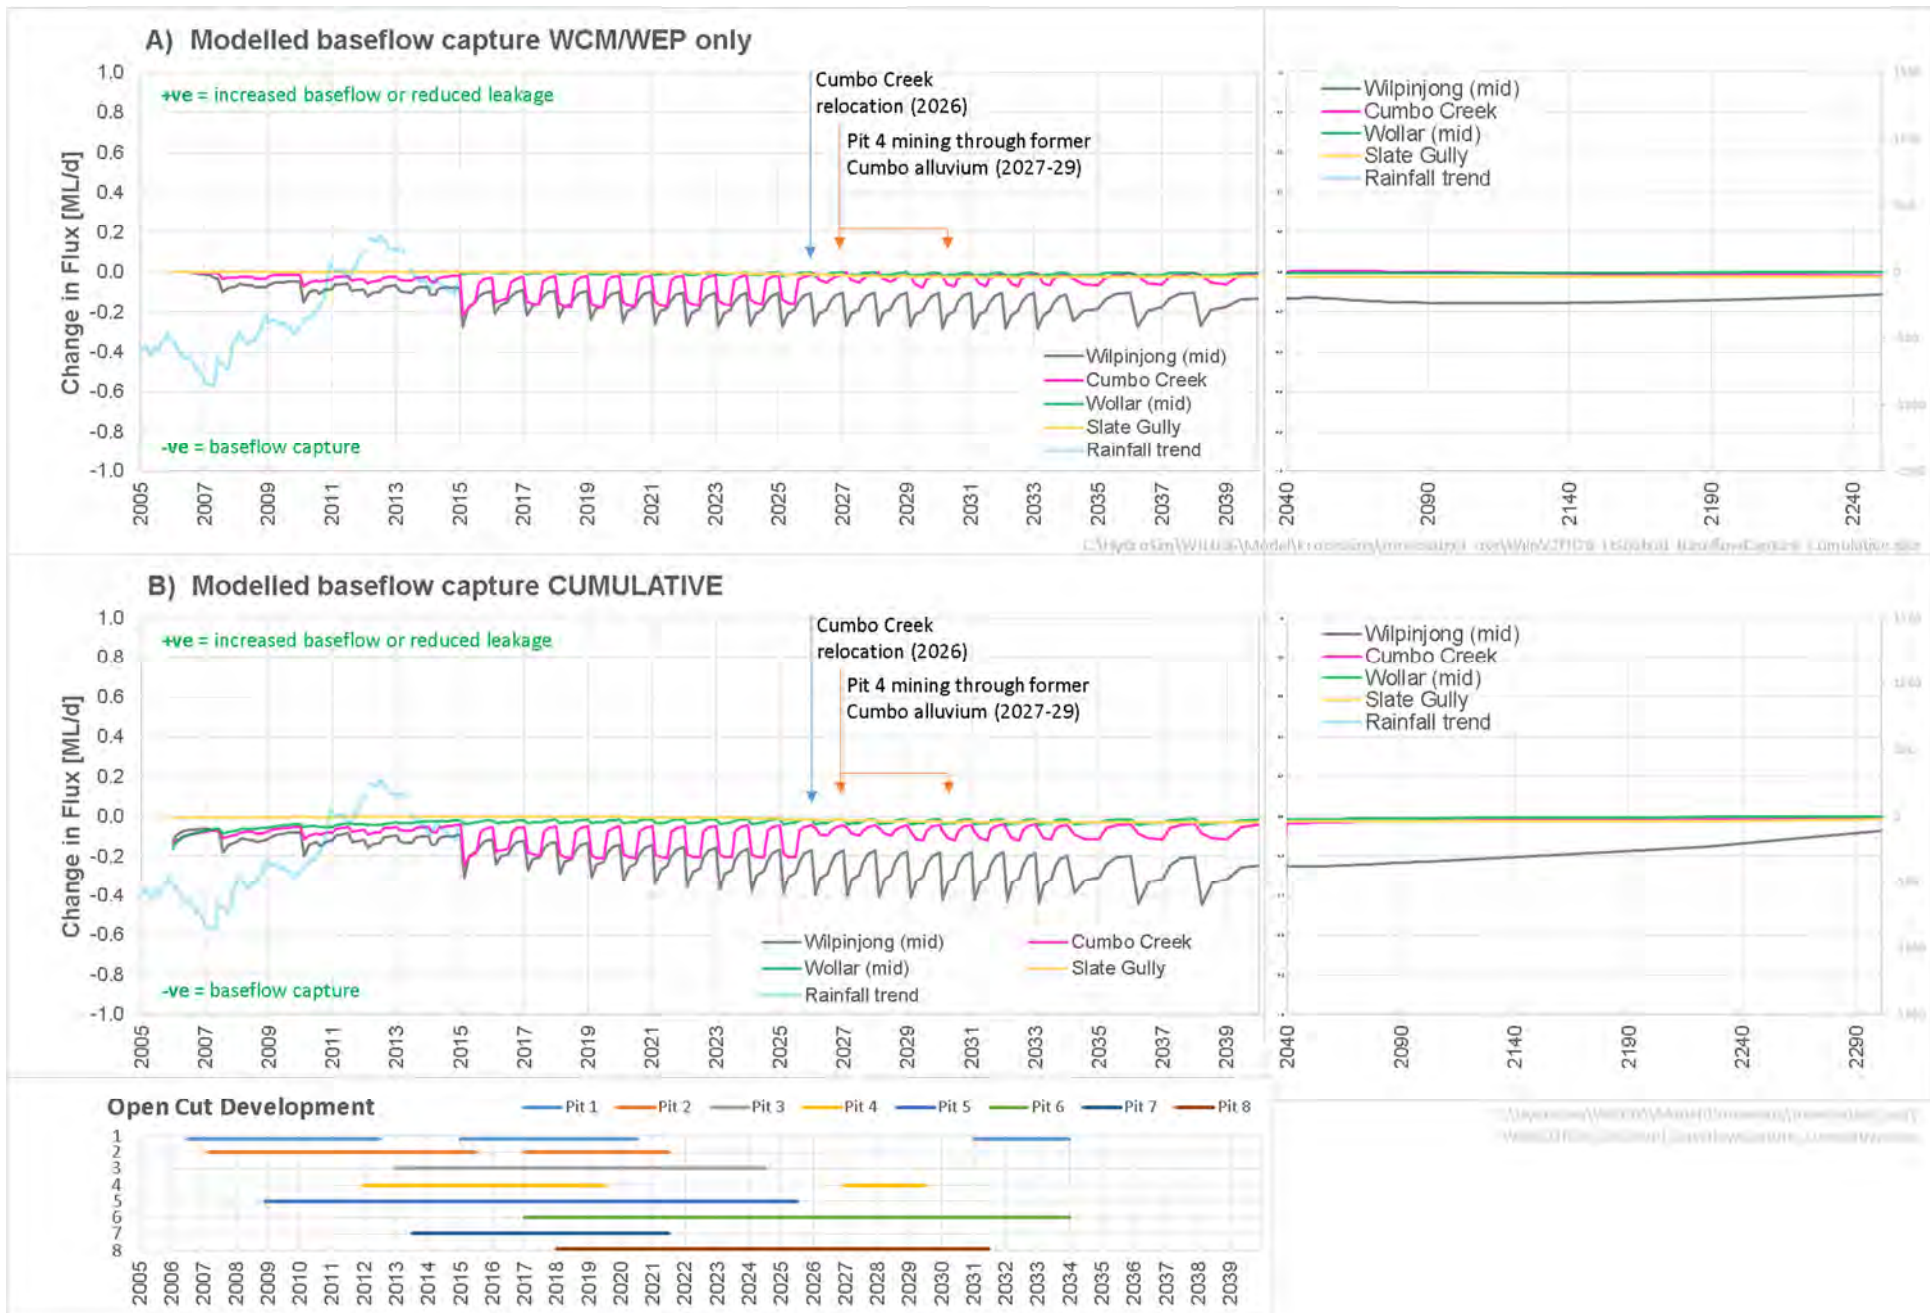 A) Modelled baseflow capture WCM/WEP only
+ve = increased baseflow or reduced leakage
Cumbo Creek
relocation (2026)
Pit 4 mining through former
Cumbo alluvium (2027-29)
Change in Flux [ML/d]
1.0
0.8
0.6
0.4
0.2
0.0
-0.2
-0.4
-0.6
-0.8
-1.0
-ve = baseflow capture
Wilpinjong (mid)
Cumbo Creek
Wollar (mid)
Slate Gully
Rainfall trend
Wilpinjong (mid)
Cumbo Creek
Wollar (mid)
Slate Gully
Rainfall trend
2005 2007 2009 2011 2013 2015 2017 2019 2021 2023 2025 2027 2029 2031 2033 2035 2037 2039
2040 2090 2140 2190 2240
B) Modelled baseflow capture CUMULATIVE
+ve = increased baseflow or reduced leakage
Cumbo Creek
relocation (2026)
Pit 4 mining through former
Cumbo alluvium (2027-29)
Change in Flux [ML/d]
1.0
0.8
0.6
0.4
0.2
0.0
-0.2
-0.4
-0.6
-0.8
-1.0
-ve = baseflow capture
Wilpinjong (mid) Cumbo Creek
Wollar (mid) Slate Gully
Rainfall trend
Wilpinjong (mid)
Cumbo Creek
Wollar (mid)
Slate Gully
Rainfall trend
2005 2007 2009 2011 2013 2015 2017 2019 2021 2023 2025 2027 2029 2031 2033 2035 2037 2039
2040 2090 2140 2190 2240 2290
Open Cut Development
Pit 1 Pit 2 Pit 3 Pit 4 Pit 5 Pit 6 Pit 7 Pit 8
1
2
3
4
5
6
7
8
2005 2006 2007 2008 2009 2010 2011 2012 2013 2014 2015 2016 2017 2018 2019 2020 2021 2022 2023 2024 2025 2026 2027 2028 2029 2030 2031 2032 2033 2034 2035 2036 2037 2038 2039